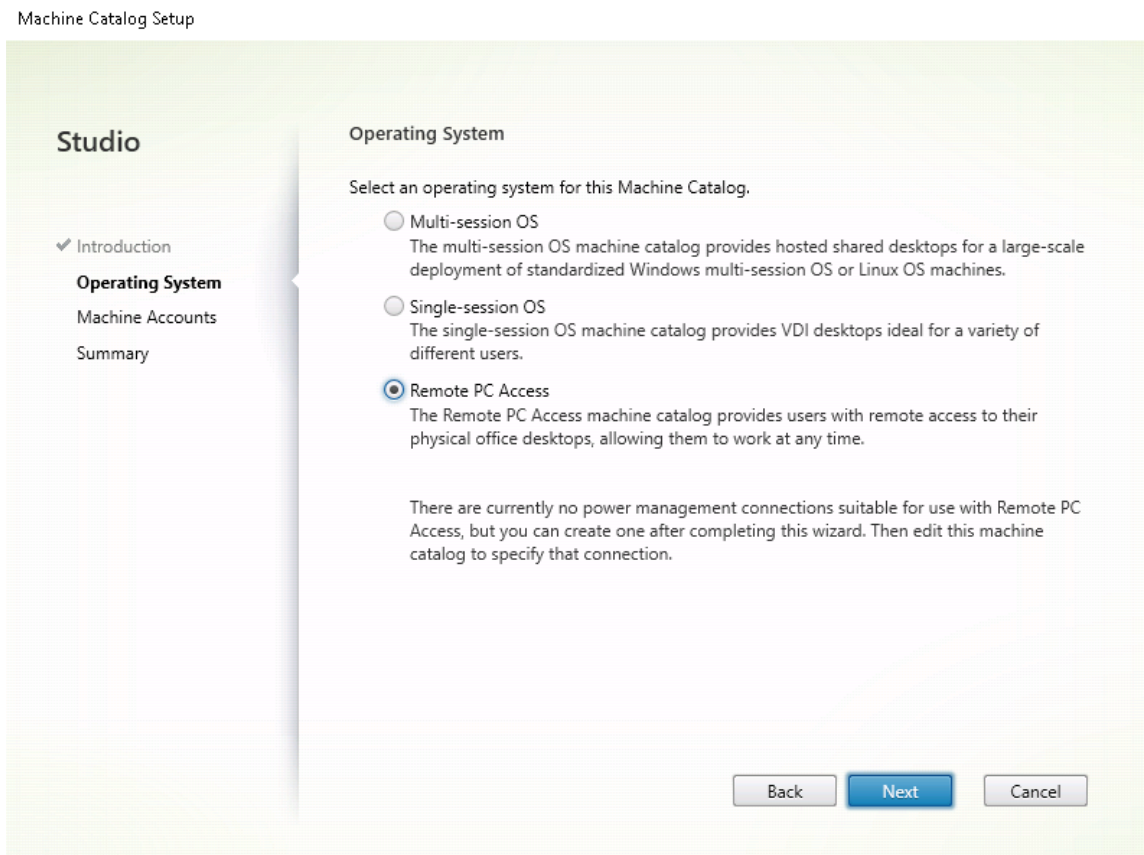 Machine Catalog Setup
Studio
Introduction
Operating System
Machine Accounts
Summary
Operating System
Select an operating system for this Machine Catalog.
Multi-session OS
The multi-session OS machine catalog provides hosted shared desktops for a large-scale
deployment of standardized Windows multi-session OS or Linux OS machines.
Single-session OS
The single-session OS machine catalog provides VDI desktops ideal for a variety of
different users.
Remote PC Access
The Remote PC Access machine catalog provides users with remote access to their
physical office desktops, allowing them to work at any time.
There are currently no power management connections suitable for use with Remote PC
Access, but you can create one after completing this wizard. Then edit this machine
catalog to specify that connection.
Back
Next
Cancel